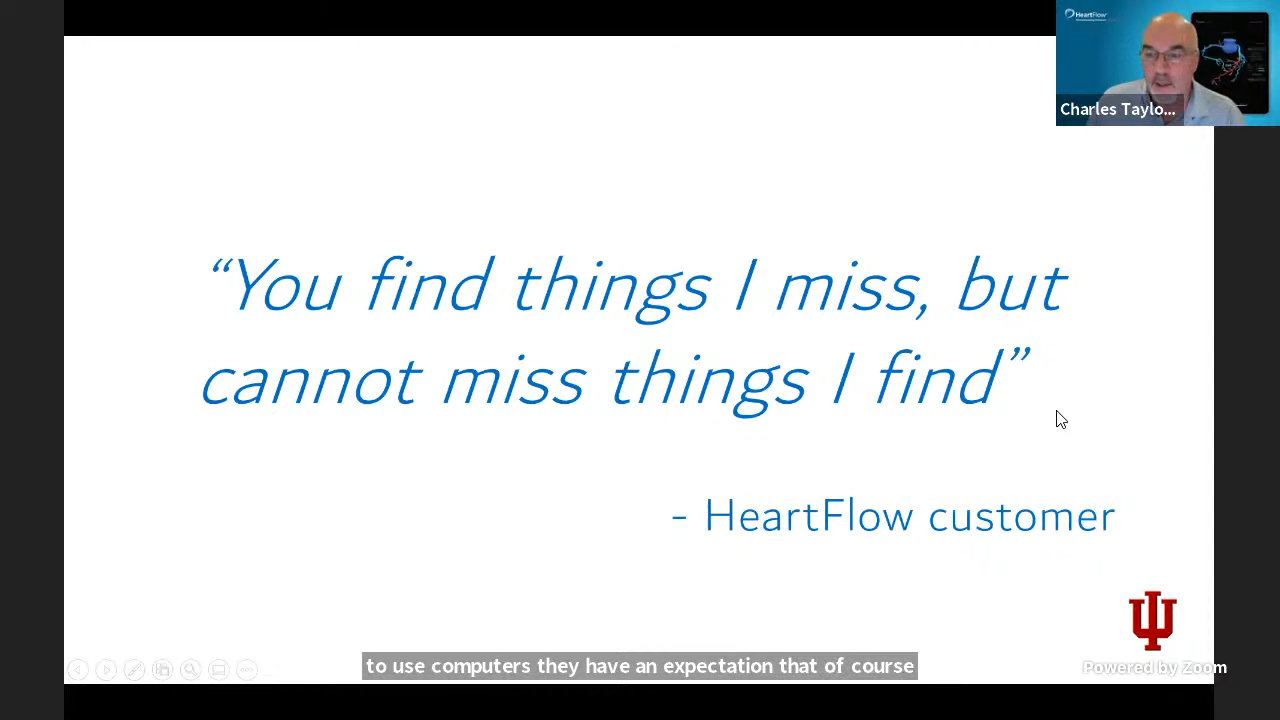 HeartFlow
Charles Taylo...
“You find things I miss, but
cannot miss things I find”
- HeartFlow customer
to use computers they have an expectation that of course
Powered by Zoom